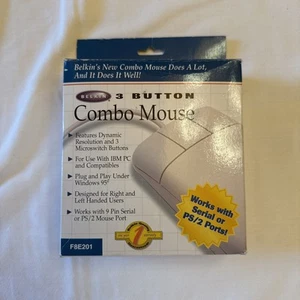 Belkin's New Combo Mouse Does A Lot,
And It Does It Well!
BELKIN 3 BUTTON
Combo Mouse
Features Dynamic
Resolution and 3
Microswitch Buttons
For Use With IBM PC
and Compatibles
Plug and Play Under
Windows 95
Designed for Right and
Left Handed Users
Works with 9 Pin Serial
or PS/2 Mouse Port
Works with
Serial or
PS/2 Ports!
F8E201